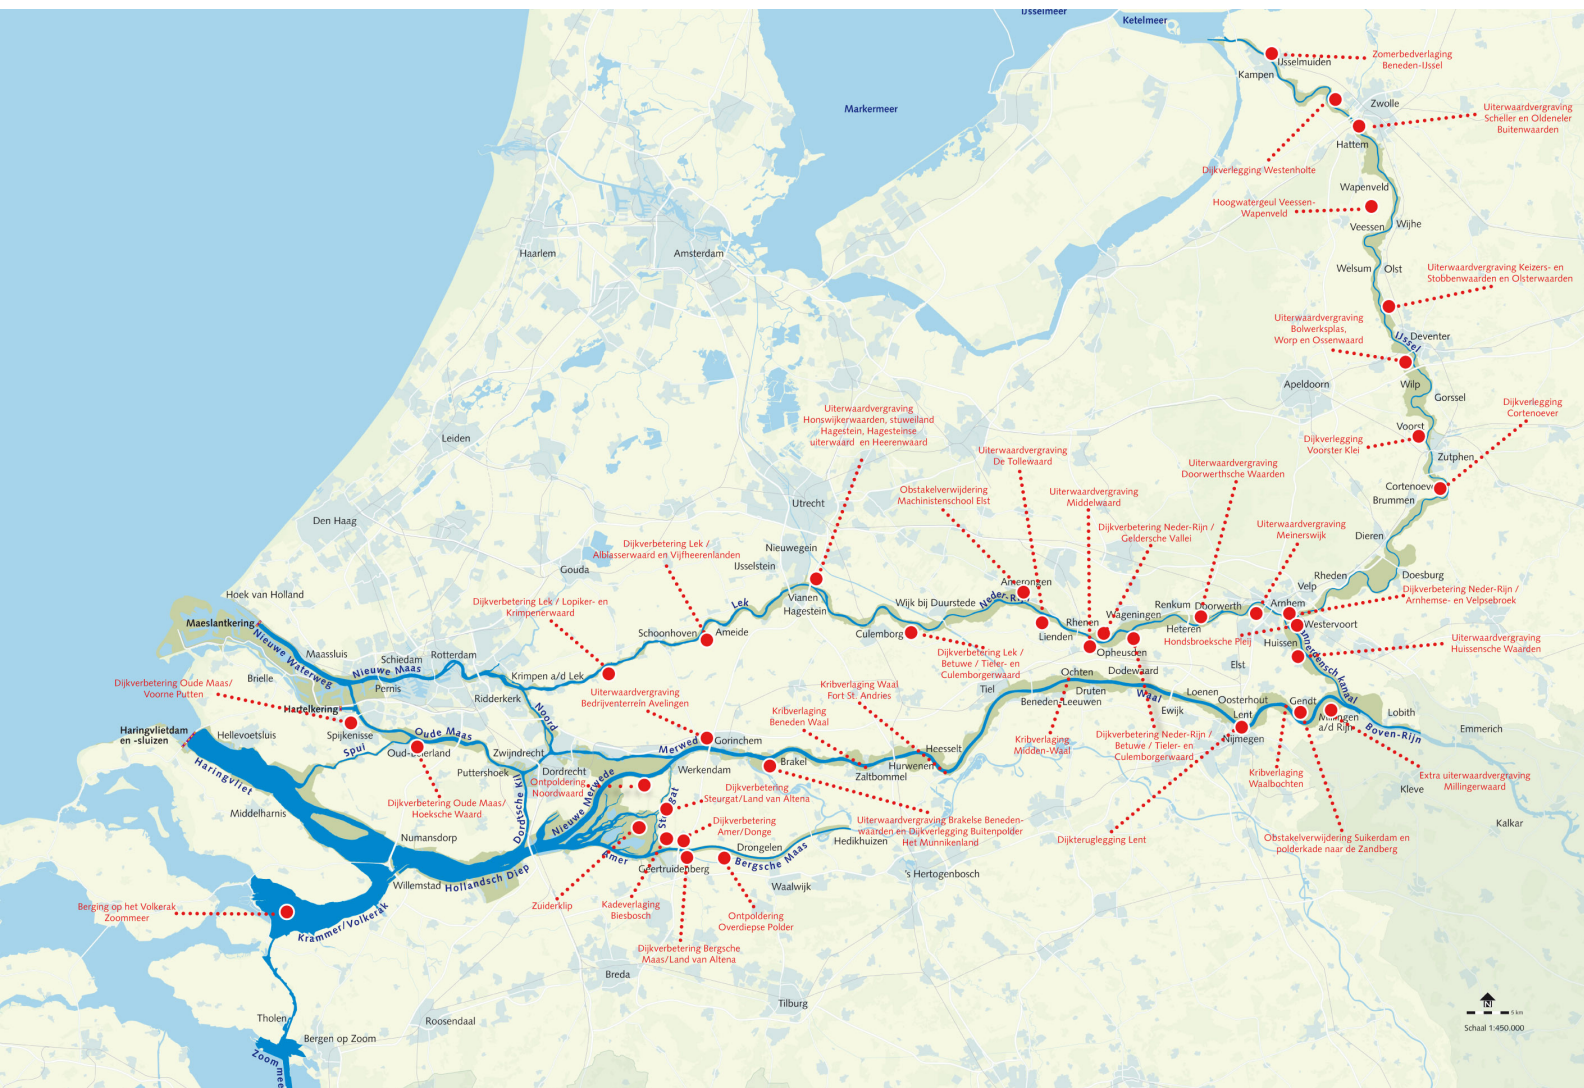 IJsselmeer
Ketelmeer
Markermeer
Zomerbedverlaging
Beneden-IJssel
IJsselmuiden
Kampen
Zwolle
Uiterwaardvergraving
Scheller en Oldeneler
Buitenwaarden
Hattem
Dijkverlegging Westenholte
Wapenveld
Hoogwatergeul Veessen-
Wapenveld
Veessen
Wijhe
Welsum
Olst
Uiterwaardvergraving Keizers- en
Stobbenwaarden en Olsterwaarden
Uiterwaardvergraving
Bolwerksplas,
Worp en Ossenwaard
IJssel
Deventer
Apeldoorn
Wilp
Gorssel
Dijkverlegging
Cortenoever
Voorst
Dijkverlegging
Voorster Klei
Zutphen
Cortenoev
Brummen
Dieren
Doesburg
Rheden
Velp
Haarlem
Amsterdam
Leiden
Den Haag
Utrecht
Nieuwegein
IJsselstein
Gouda
Uiterwaardvergraving
Honswijkerwaarden, stuweiland
Hagestein, Hagesteinse
uiterwaard en Heerenwaard
Uiterwaardvergraving
De Tollewaard
Obstakelverwijdering
Machinistenschool Elst
Uiterwaardvergraving
Middelwaard
Uiterwaardvergraving
Doorwerthsche Waarden
Dijkverbetering Neder-Rijn /
Geldersche Vallei
Uiterwaardvergraving
Meinerswijk
Dijkverbetering Lek /
Alblasserwaard en Vijfheerenlanden
Dijkverbetering Lek / Lopiker- en
Krimpenerwaard
Vianen
Hagestein
Lek
Wijk bij Duurstede
Neder-Rijn
Amerongen
Culemborg
Lienden
Rhenen
Wageningen
Opheusden
Renkum
Doorwerth
Heteren
Arnhem
Dijkverbetering Neder-Rijn /
Arnhemse- en Velpsebroek
Westervoort
Hondsbroeksche Pleij
Huissen
Uiterwaardvergraving
Huissensche Waarden
nnerdensch kanaal
Elst
Hoek van Holland
Maeslantkering
Nieuwe Waterweg
Maassluis
Schiedam
Rotterdam
Nieuwe Maas
Pernis
Brielle
Ridderkerk
Krimpen a/d Lek
Schoonhoven
Ameide
Dijkverbetering Oude Maas/
Voorne Putten
Hartelkering
Spijkenisse
Oude Maas
Oud-Beijerland
Noord
Zwijndrecht
Haringvlietdam
en -sluizen
Hellevoetsluis
Spui
Haringvliet
Middelharnis
Puttershoek
Dijkverbetering Oude Maas/
Hoeksche Waard
Dordtsche Kil
Dordrecht
Ontpoldering
Noordwaard
Nieuwe Merwede
Uiterwaardvergraving
Bedrijventerrein Avelingen
Merwed
Gorinchem
Werkendam
Brakel
Dijkverbetering
Steurgat/Land van Altena
Dijkverbetering
Amer/Donge
Dijkverbetering Lek /
Betuwe / Tieler- en
Culemborgerwaard
Kribverlaging Waal
Fort St. Andries
Kribverlaging
Beneden Waal
Tiel
Heesselt
Hurwenen
Zaltbommel
Ochten
Dodewaard
Druten
Beneden-Leeuwen
Waal
Ewijk
Loenen
Oosterhout
Lent
Nijmegen
Gendt
Millingen
a/d Rijn
Lobith
Boven-Rijn
Emmerich
Kribverlaging
Midden-Waal
Dijkverbetering Neder-Rijn /
Betuwe / Tieler- en
Culemborgerwaard
Kribverlaging
Waalbochten
Extra uiterwaardvergraving
Millingerwaard
Kleve
Kalkar
Obstakelverwijdering Suikerdam en
polderkade naar de Zandberg
Dijkteruglegging Lent
Uiterwaardvergraving Brakelse Beneden-
waarden en Dijkverlegging Buitenpolder
Het Munnikenland
Numansdorp
Willemstad
Hollandsch Diep
Amer
Geertruidenberg
Drongelen
Bergsche Maas
Hedikhuizen
Waalwijk
's Hertogenbosch
Berging op het Volkerak
Zoommeer
Krammer/Volkerak
Zuiderklip
Kadeverlaging
Biesbosch
Ontpoldering
Overdiepse Polder
Dijkverbetering Bergsche
Maas/Land van Altena
Breda
Tilburg
Roosendaal
Tholen
Bergen op Zoom
Zoommee
N
5 km
Schaal 1:450.000